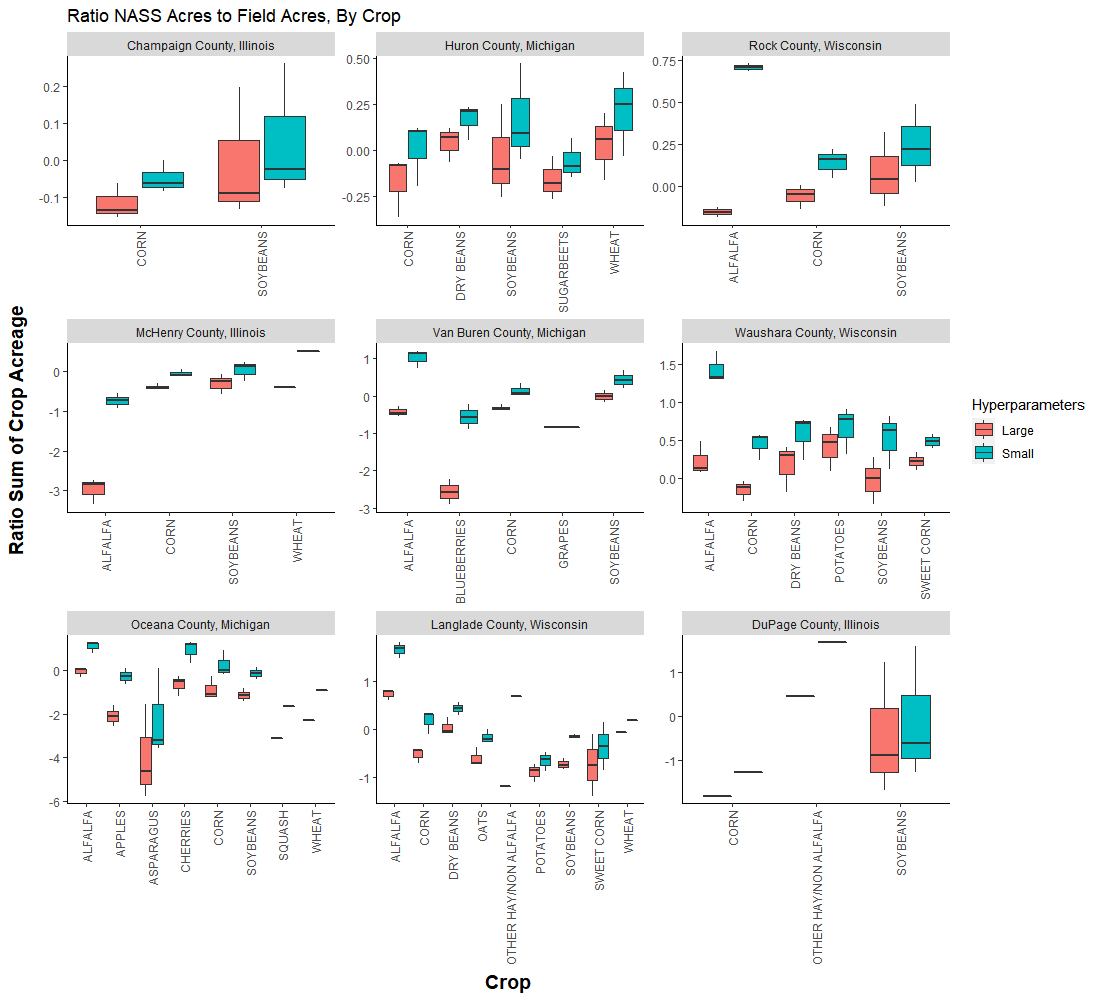 Ratio NASS Acres to Field Acres, By Crop
Champaign County, Illinois
0.2
0.1
0.0
-0.1
CORN
SOYBEANS
Huron County, Michigan
0.50
0.25
0.00
-0.25
CORN
DRY BEANS
SOYBEANS
SUGARBEETS
WHEAT
Rock County, Wisconsin
0.75
0.50
0.25
0.00
ALFALFA
CORN
SOYBEANS
McHenry County, Illinois
0
-1
-2
-3
ALFALFA
CORN
SOYBEANS
WHEAT
Van Buren County, Michigan
1
0
-1
-2
-3
ALFALFA
BLUEBERRIES
CORN
GRAPES
SOYBEANS
Waushara County, Wisconsin
1.5
1.0
0.5
0.0
ALFALFA
CORN
DRY BEANS
POTATOES
SOYBEANS
SWEET CORN
Oceana County, Michigan
0
-2
-4
-6
ALFALFA
APPLES
ASPARAGUS
CHERRIES
CORN
SOYBEANS
SQUASH
WHEAT
Langlade County, Wisconsin
1
0
-1
ALFALFA
CORN
DRY BEANS
OATS
OTHER HAY/NON ALFALFA
POTATOES
SOYBEANS
SWEET CORN
WHEAT
DuPage County, Illinois
1
0
-1
CORN
OTHER HAY/NON ALFALFA
SOYBEANS
Ratio Sum of Crop Acreage
Crop
Hyperparameters
Large
Small